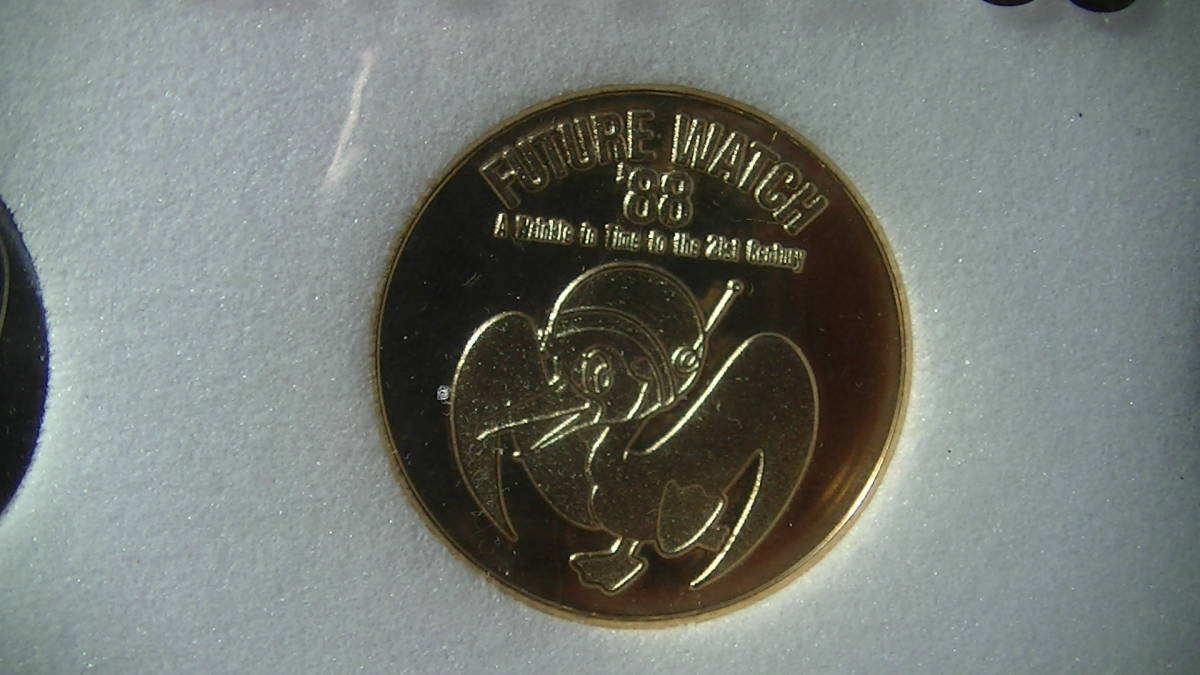 FUTURE WATCH
'88
A Wrinkle in Time to the 21st Century